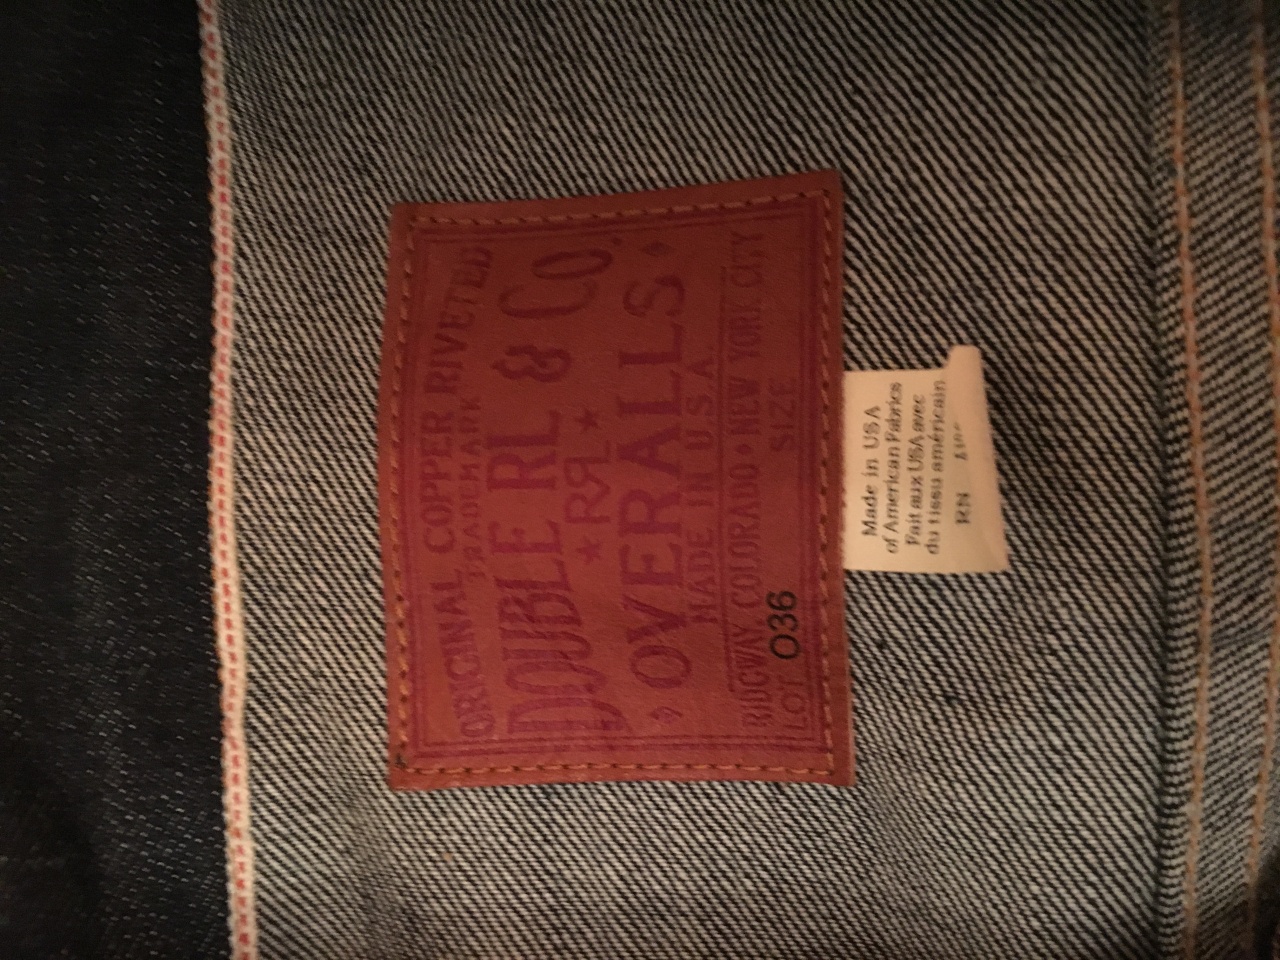 ORIGINAL COPPER RIVETED
TRADEMARK
DOUBLE RL & CO.
★ RRL ★
OVERALLS
MADE IN U.S.A
RIDGWAY, COLORADO • NEW YORK CITY
LOT 036 SIZE
Made in USA
of American Fabrics
Fait aux USA avec
du tissu américain
RN